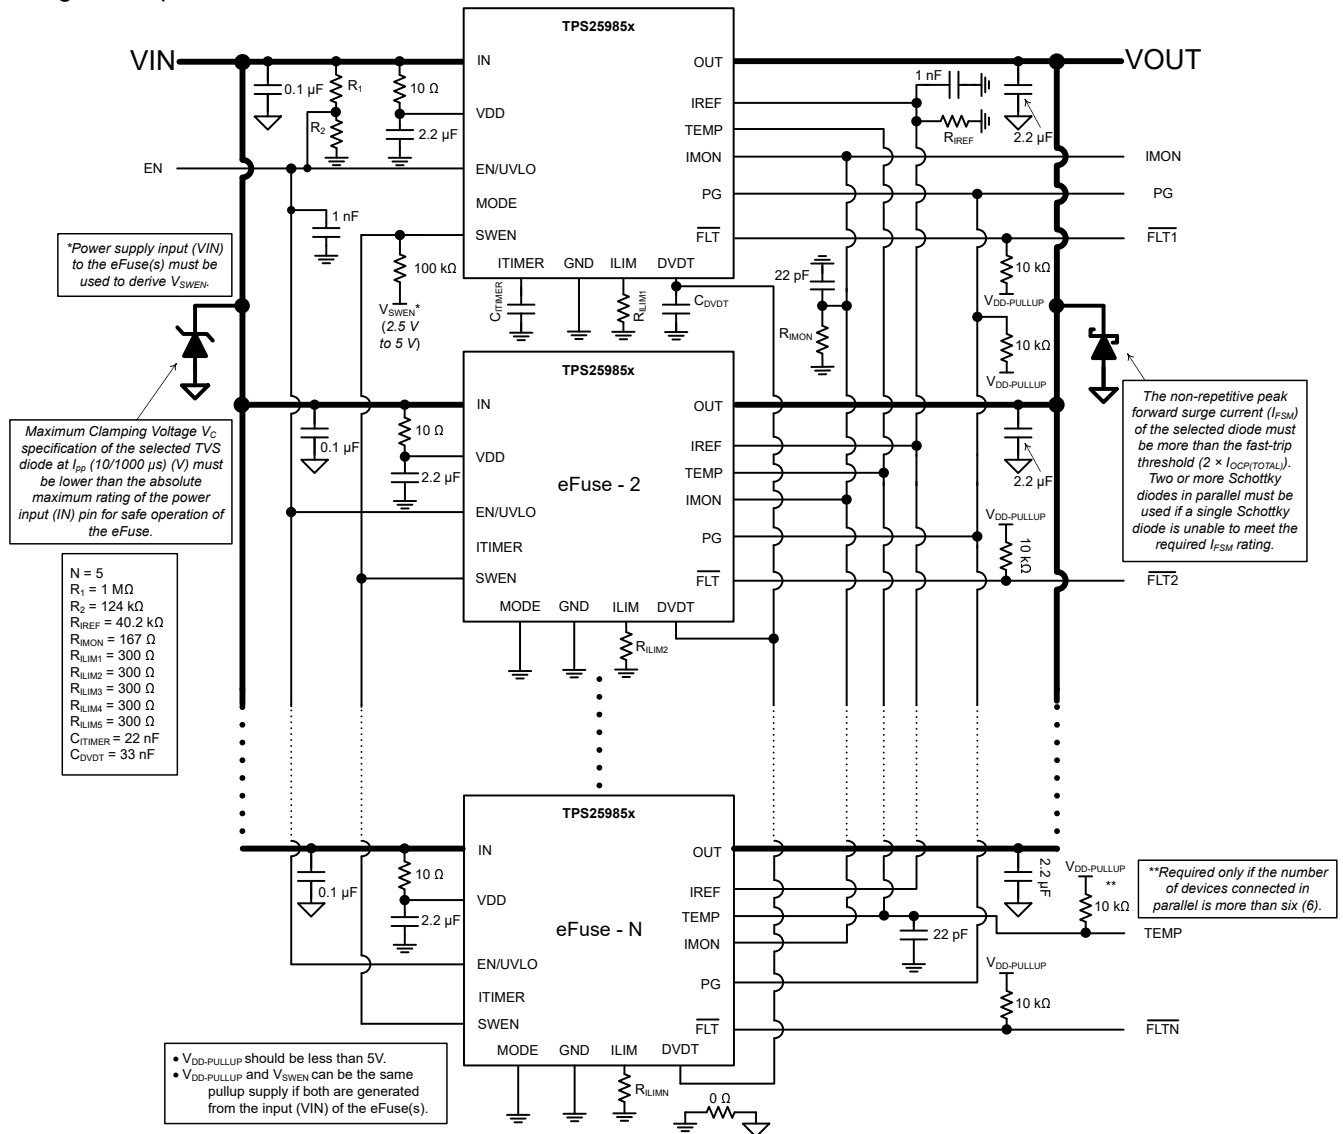 TPS25985x
VIN
VOUT
IN
OUT
0.1 µF
R1
10 Ω
1 nF
IREF
VDD
R2
2.2 µF
TEMP
RIREF
2.2 µF
EN
EN/UVLO
IMON
IMON
MODE
PG
PG
1 nF
SWEN
FLT
FLT1
*Power supply input (VIN)
to the eFuse(s) must be
used to derive VSWEN.
100 kΩ
ITIMER
GND
ILIM
DVDT
22 pF
10 kΩ
VSWEN*
(2.5 V
to 5 V)
CITIMER
RILIM1
CDVDT
VDD-PULLUP
RIMON
10 kΩ
VDD-PULLUP
TPS25985x
IN
OUT
0.1 µF
10 Ω
IREF
VDD
2.2 µF
eFuse - 2
TEMP
2.2 µF
IMON
EN/UVLO
VDD-PULLUP
ITIMER
PG
10 kΩ
SWEN
FLT
FLT2
MODE
GND
ILIM
DVDT
RILIM2
Maximum Clamping Voltage VC
specification of the selected TVS
diode at Ipp (10/1000 µs) (V) must
be lower than the absolute
maximum rating of the power
input (IN) pin for safe operation of
the eFuse.
The non-repetitive peak
forward surge current (IFSM)
of the selected diode must
be more than the fast-trip
threshold (2 × IOCP(TOTAL)).
Two or more Schottky
diodes in parallel must be
used if a single Schottky
diode is unable to meet the
required IFSM rating.
N = 5
R1 = 1 MΩ
R2 = 124 kΩ
RIREF = 40.2 kΩ
RIMON = 167 Ω
RILIM1 = 300 Ω
RILIM2 = 300 Ω
RILIM3 = 300 Ω
RILIM4 = 300 Ω
RILIM5 = 300 Ω
CITIMER = 22 nF
CDVDT = 33 nF
TPS25985x
IN
OUT
0.1 µF
10 Ω
2.2 µF
VDD-PULLUP
**
10 kΩ
**Required only if the number
of devices connected in
parallel is more than six (6).
IREF
VDD
2.2 µF
TEMP
eFuse - N
22 pF
TEMP
IMON
EN/UVLO
VDD-PULLUP
PG
ITIMER
10 kΩ
SWEN
FLT
FLTN
MODE
GND
ILIM
DVDT
RILIMN
0 Ω
• VDD-PULLUP should be less than 5V.
• VDD-PULLUP and VSWEN can be the same
pullup supply if both are generated
from the input (VIN) of the eFuse(s).